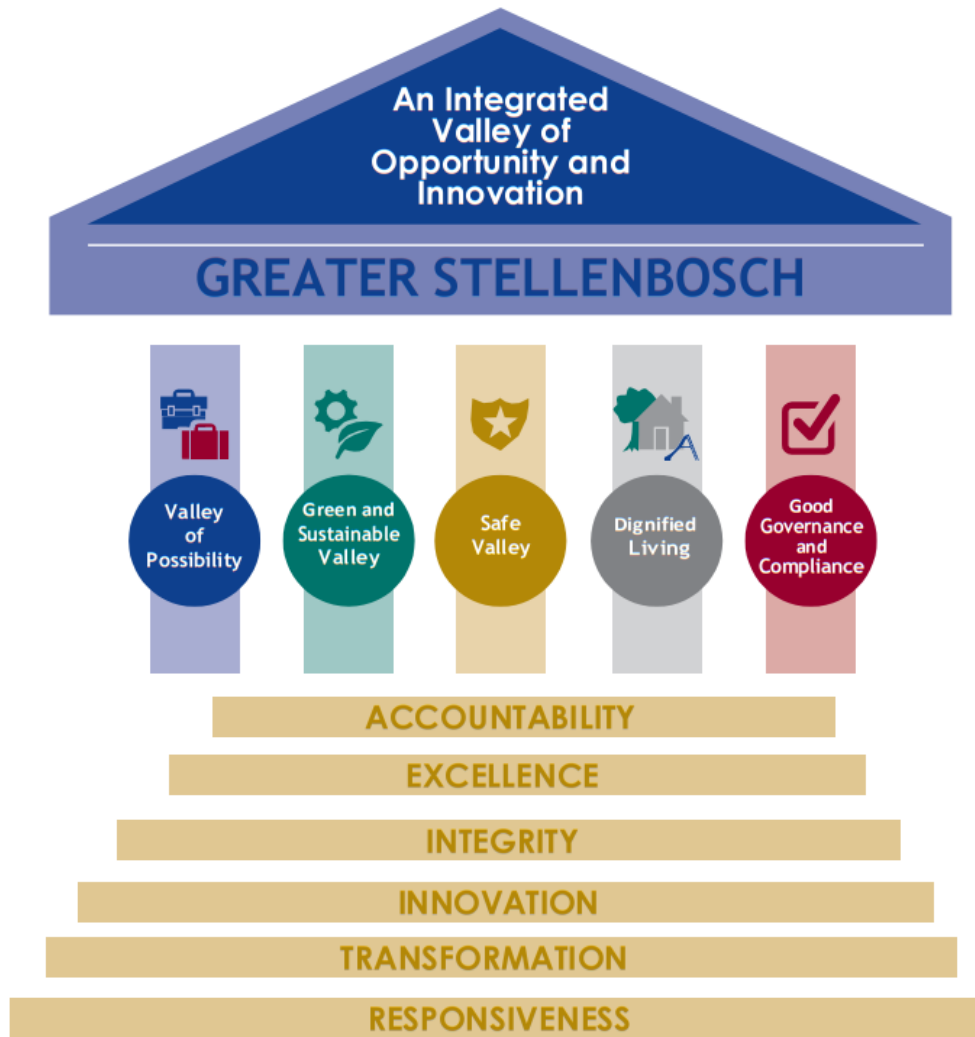 An Integrated
Valley of
Opportunity and
Innovation
GREATER STELLENBOSCH
Valley
of
Possibility
Green and
Sustainable
Valley
Safe
Valley
Dignified
Living
Good
Governance
and
Compliance
ACCOUNTABILITY
EXCELLENCE
INTEGRITY
INNOVATION
TRANSFORMATION
RESPONSIVENESS